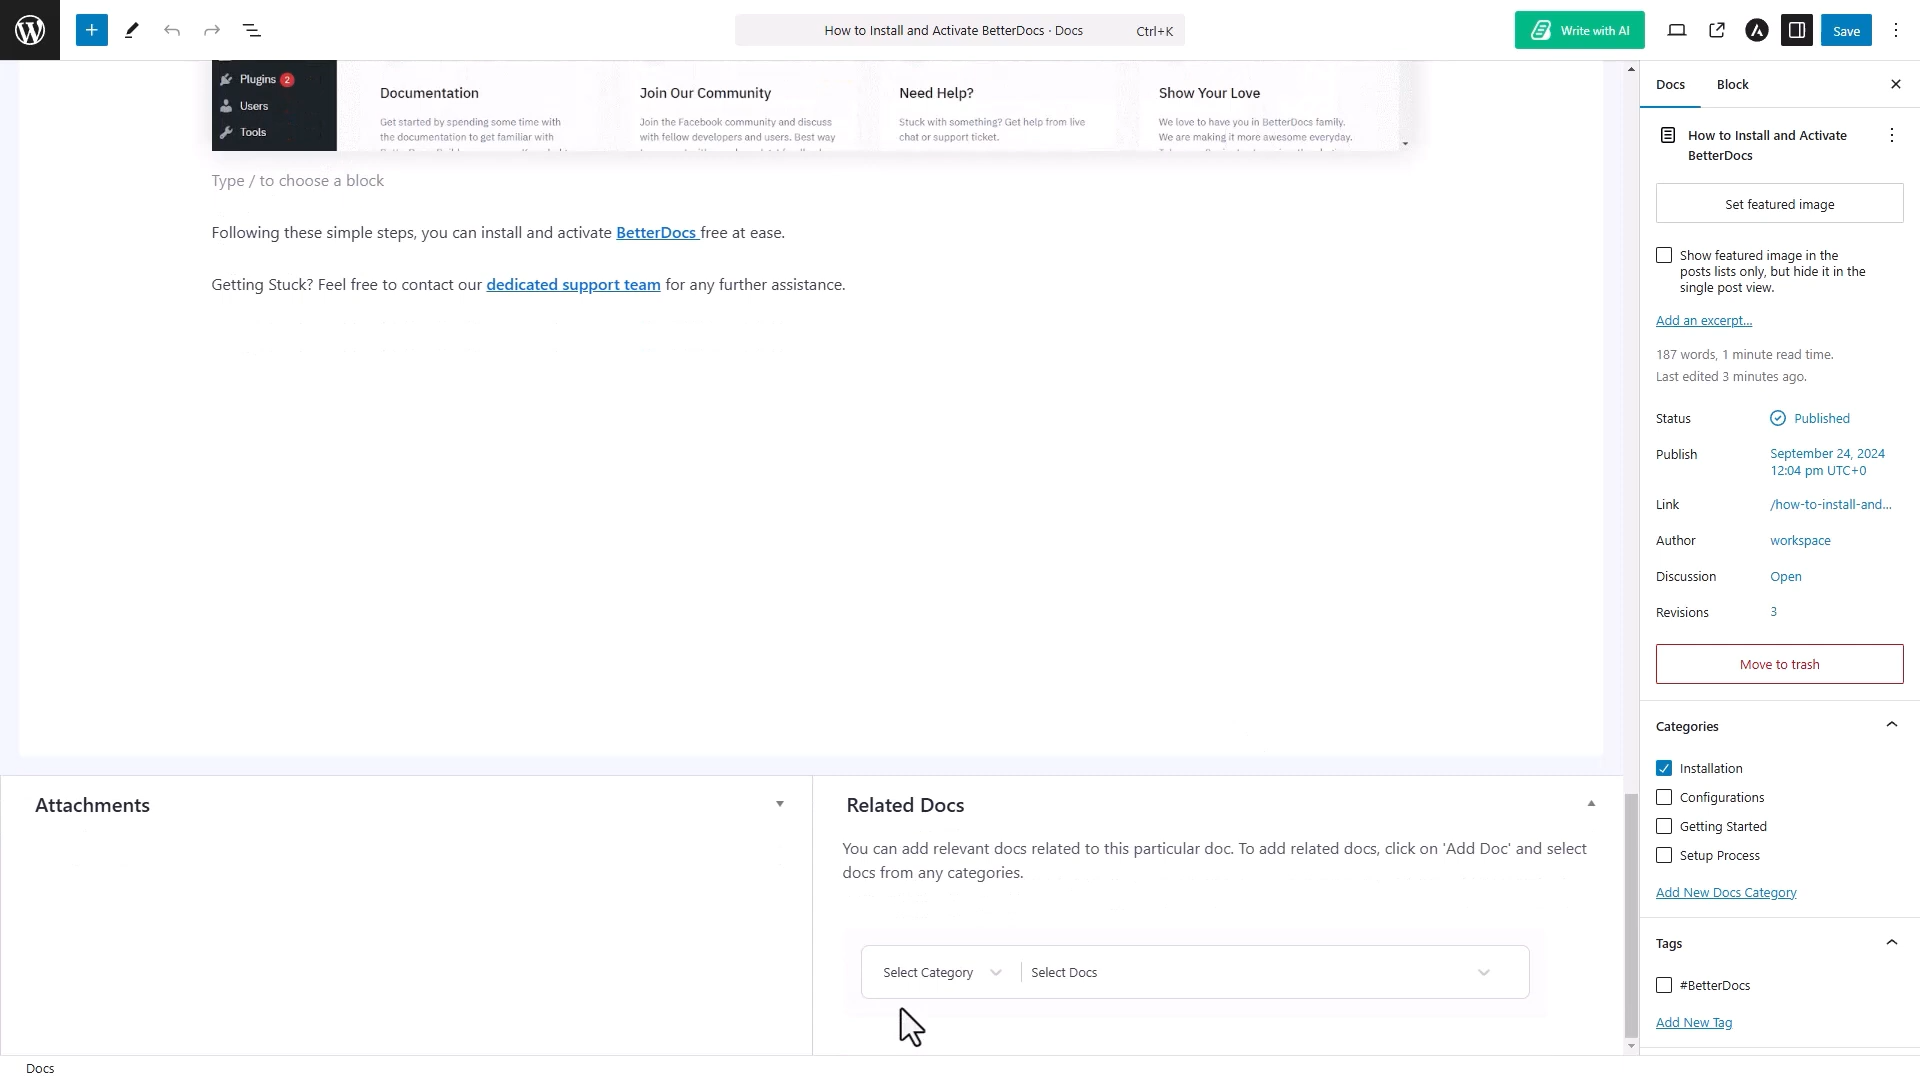 How to Install and Activate BetterDocs · Docs
Ctrl+K
Write with AI
Save
Plugins 2
Users
Tools
Documentation
Get started by spending some time with
the documentation to get familiar with
Join Our Community
Join the Facebook community and discuss
with fellow developers and users. Best way
Need Help?
Stuck with something? Get help from live
chat or support ticket.
Show Your Love
We love to have you in BetterDocs family.
We are making it more awesome everyday.
Type / to choose a block
Following these simple steps, you can install and activate BetterDocs free at ease.
Getting Stuck? Feel free to contact our dedicated support team for any further assistance.
Attachments
Related Docs
You can add relevant docs related to this particular doc. To add related docs, click on 'Add Doc' and select
docs from any categories.
Select Category
Select Docs
Docs
Docs
Block
How to Install and Activate
BetterDocs
Set featured image
Show featured image in the
posts lists only, but hide it in the
single post view.
Add an excerpt...
187 words, 1 minute read time.
Last edited 3 minutes ago.
Status
Published
Publish
September 24, 2024
12:04 pm UTC+0
Link
/how-to-install-and...
Author
workspace
Discussion
Open
Revisions
3
Move to trash
Categories
Installation
Configurations
Getting Started
Setup Process
Add New Docs Category
Tags
#BetterDocs
Add New Tag